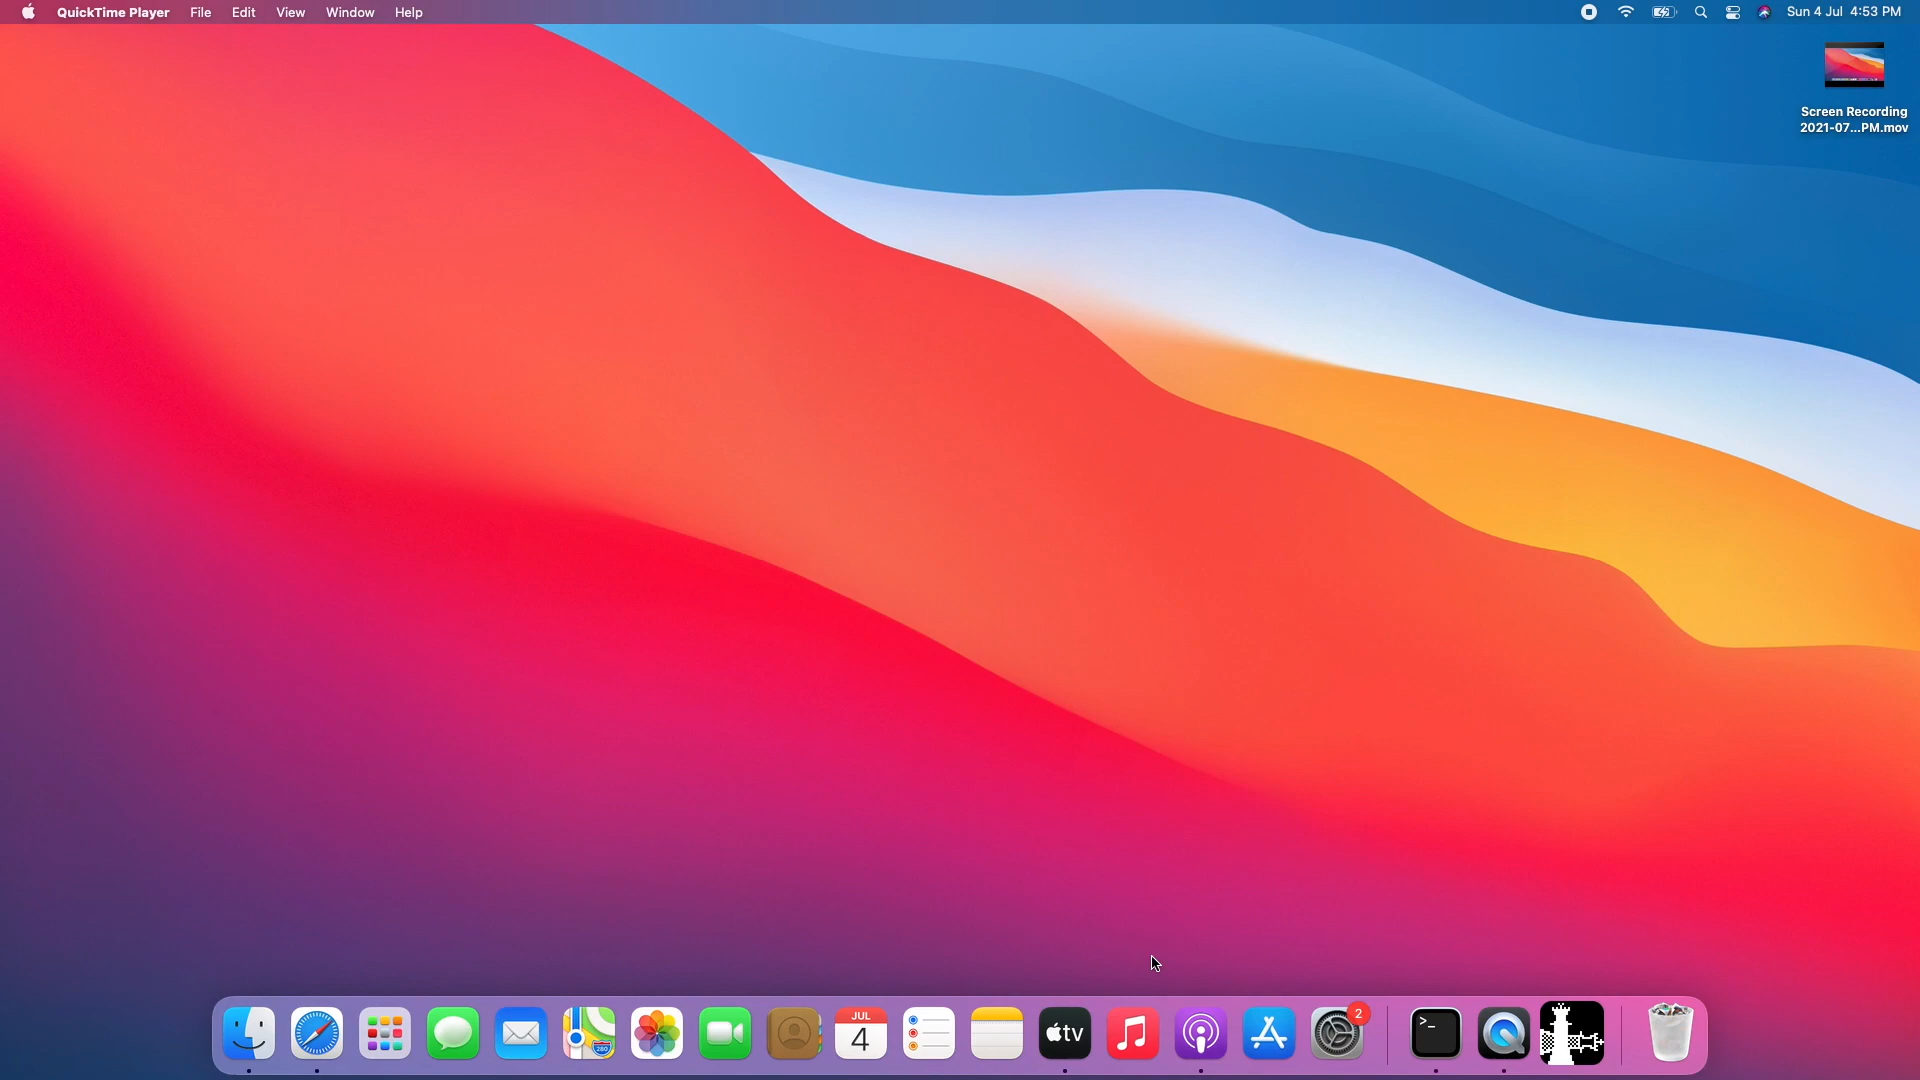 QuickTime Player File Edit View Window Help Sun 4 Jul 4:53 PM
Screen Recording
2021-07...PM.mov
JUL
4
280
tv
2
>_